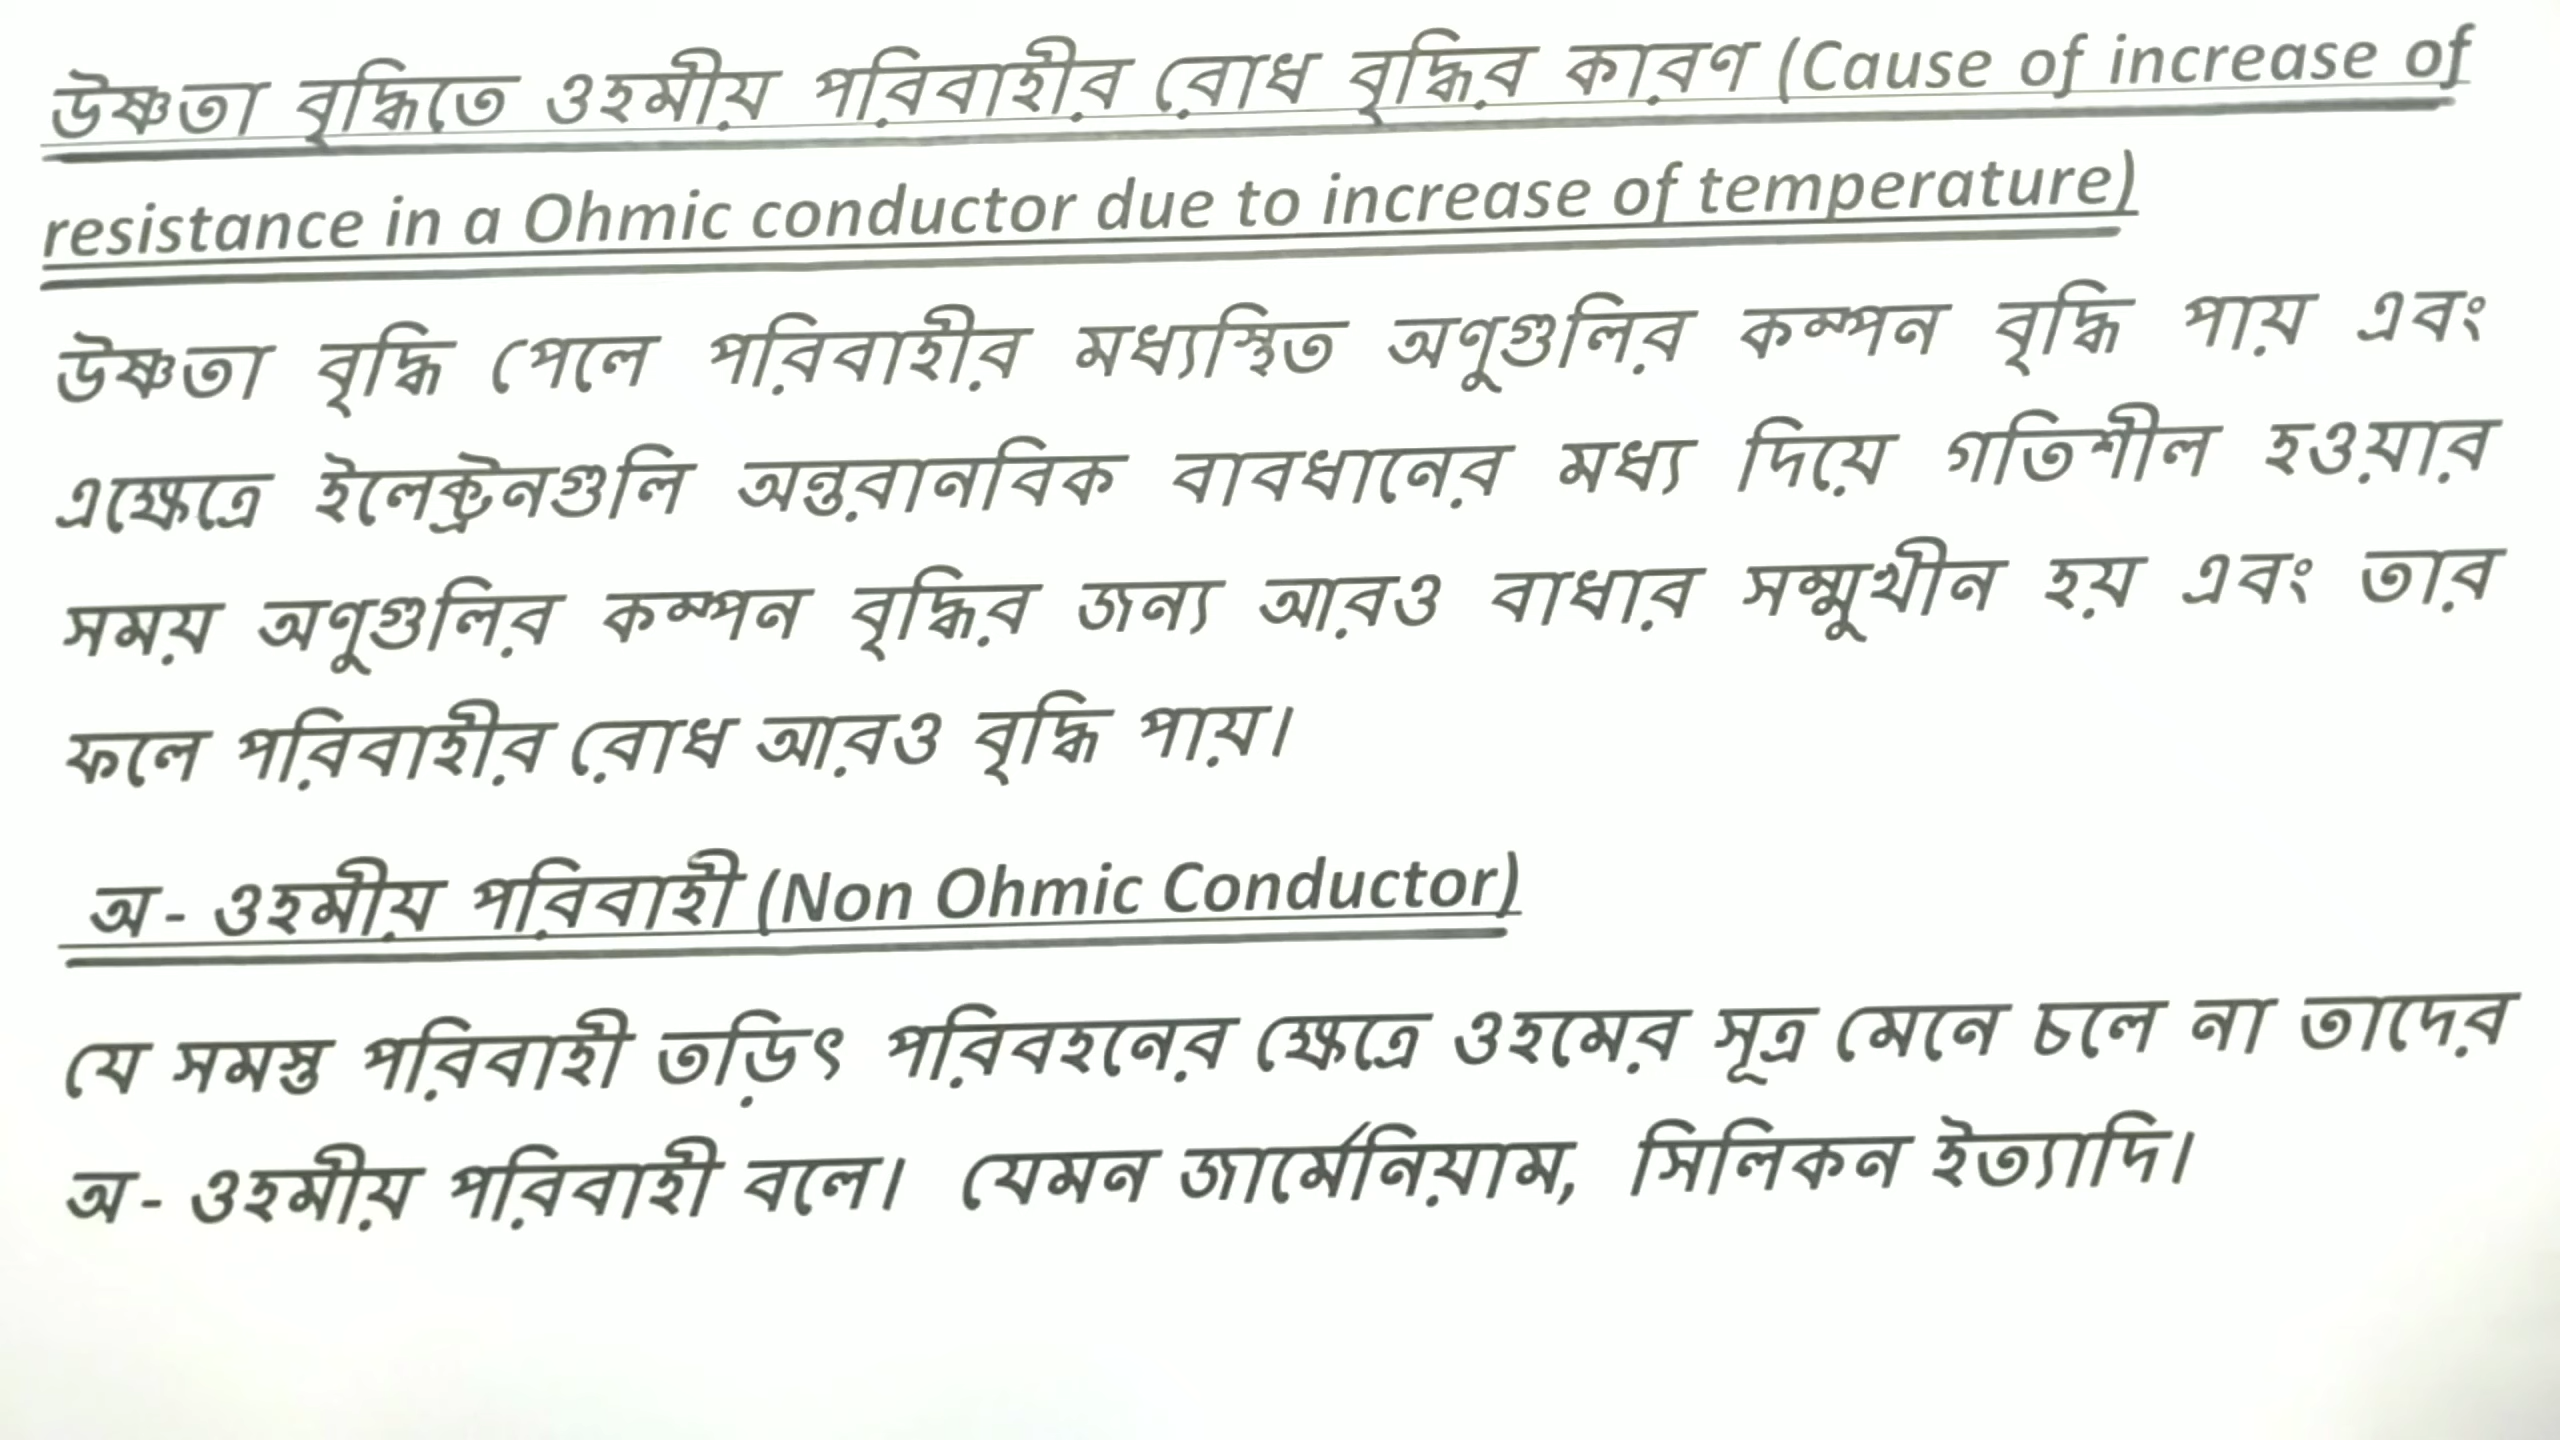 উষ্ণতা বৃদ্ধিতে ওহমীয় পরিবাহীর রোধ বৃদ্ধির কারণ (Cause of increase of
resistance in a Ohmic conductor due to increase of temperature)
উষ্ণতা বৃদ্ধি পেলে পরিবাহীর মধ্যস্থিত অণুগুলির কম্পন বৃদ্ধি পায় এবং
এক্ষেত্রে ইলেক্ট্রনগুলি অন্তরানবিক বাবধানের মধ্য দিয়ে গতিশীল হওয়ার
সময় অণুগুলির কম্পন বৃদ্ধির জন্য আরও বাধার সম্মুখীন হয় এবং তার
ফলে পরিবাহীর রোধ আরও বৃদ্ধি পায়।
অ- ওহমীয় পরিবাহী (Non Ohmic Conductor)
যে সমস্ত পরিবাহী তড়িৎ পরিবহনের ক্ষেত্রে ওহমের সূত্র মেনে চলে না তাদের
অ- ওহমীয় পরিবাহী বলে। যেমন জার্মেনিয়াম, সিলিকন ইত্যাদি।